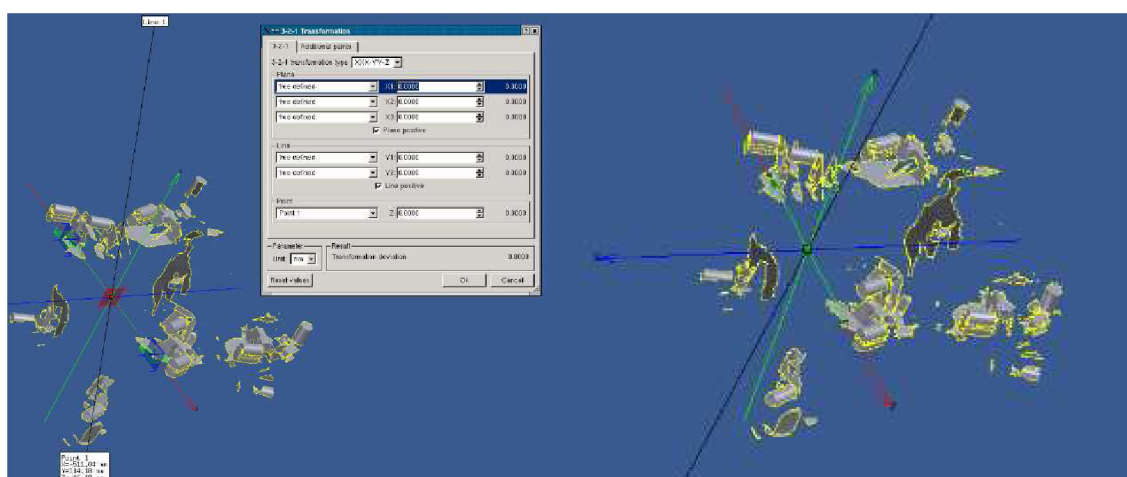 Line 1
3-2-1 Transformation
3-2-1 Additional points
3-2-1 transformation type XXX-YY-Z
Plane
free defined X1: 0.0000 0.0000
free defined X2: 0.0000 0.0000
free defined X3: 0.0000 0.0000
Plane positive
Line
free defined Y1: 0.0000 0.0000
free defined Y2: 0.0000 0.0000
Line positive
Point
Point 1 Z: 0.0000 0.0000
Parameter Result
Unit mm Transformation deviation 0.0000
Reset values Ok Cancel
Point 1